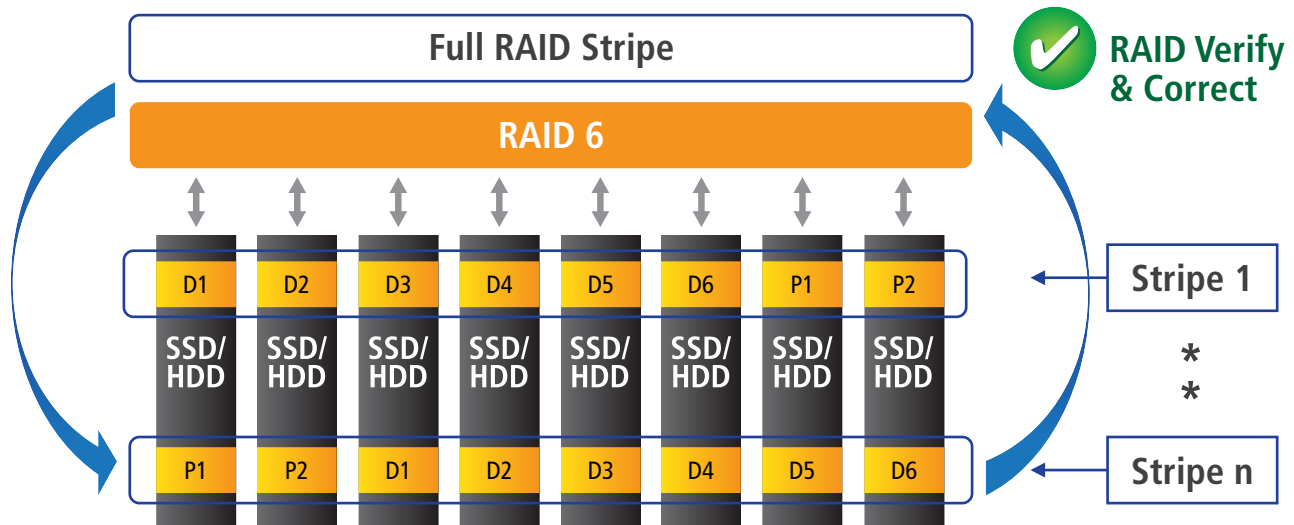 Full RAID Stripe
RAID Verify
& Correct
RAID 6
D1 D2 D3 D4 D5 D6 P1 P2
Stripe 1
SSD/ SSD/ SSD/ SSD/ SSD/ SSD/ SSD/ SSD/
HDD HDD HDD HDD HDD HDD HDD HDD
*
*
P1 P2 D1 D2 D3 D4 D5 D6
Stripe n